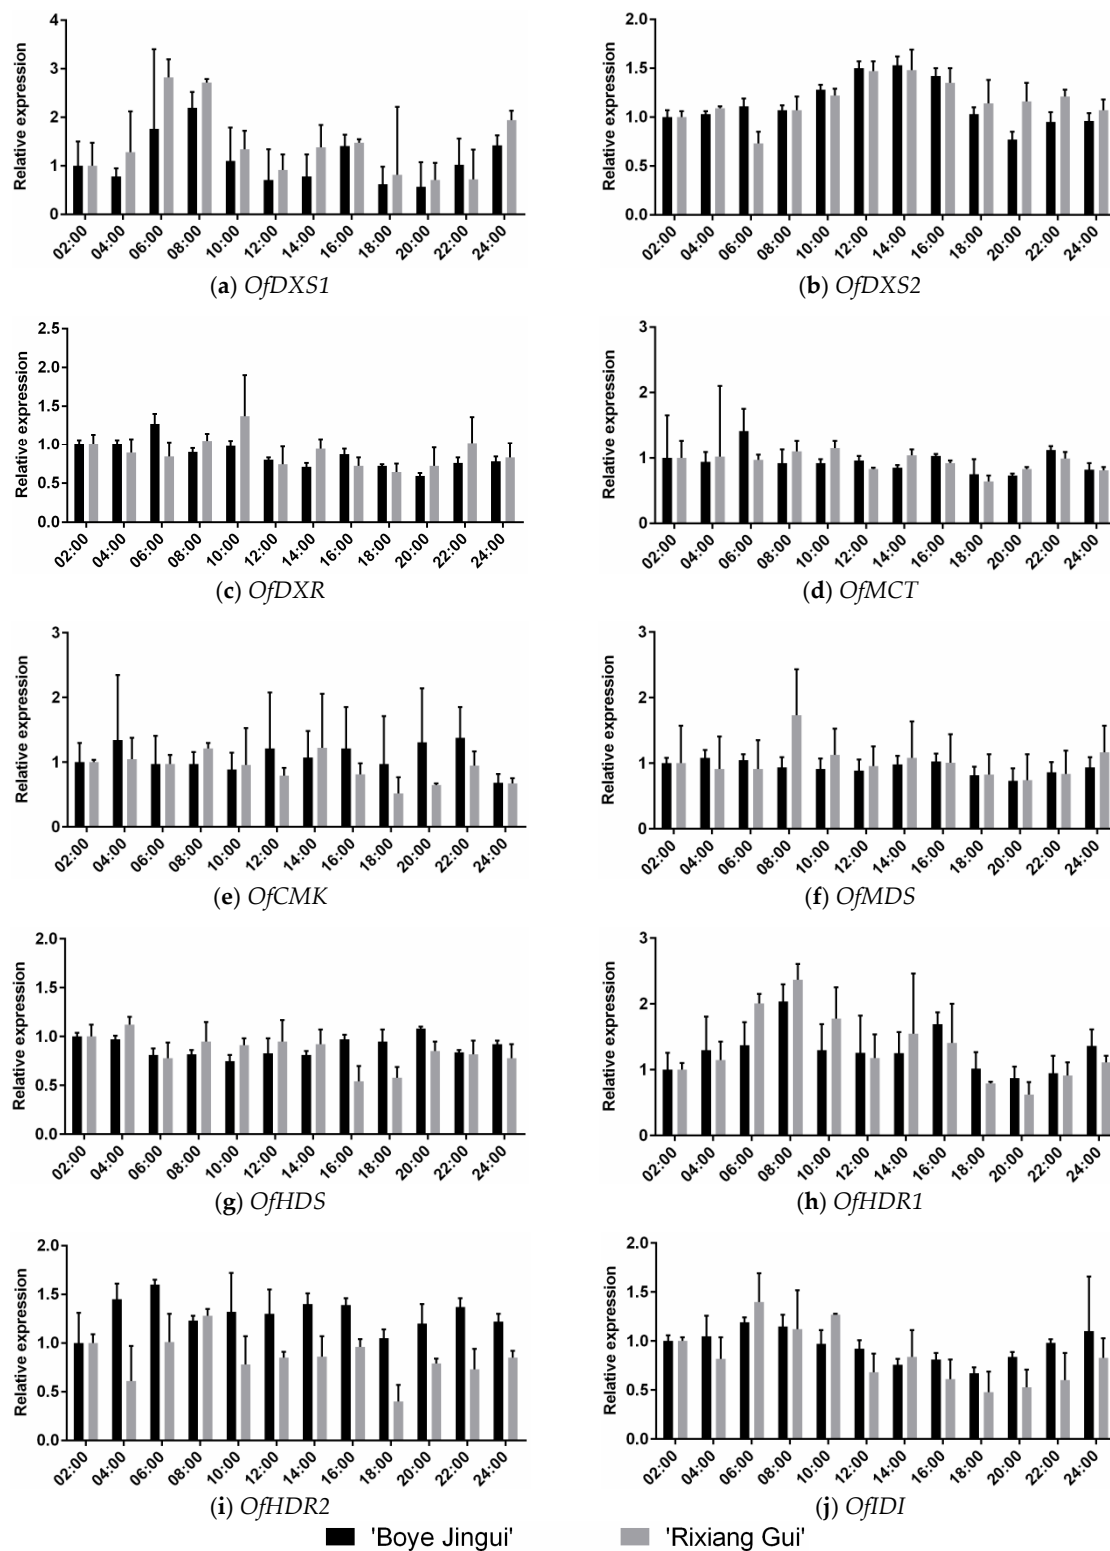 Relative expression
4
3
2
1
0
02:00 04:00 06:00 08:00 10:00 12:00 14:00 16:00 18:00 20:00 22:00 24:00
(a) OfDXS1
Relative expression
2.0
1.5
1.0
0.5
0.0
02:00 04:00 06:00 08:00 10:00 12:00 14:00 16:00 18:00 20:00 22:00 24:00
(b) OfDXS2
Relative expression
2.5
2.0
1.5
1.0
0.5
0.0
02:00 04:00 06:00 08:00 10:00 12:00 14:00 16:00 18:00 20:00 22:00 24:00
(c) OfDXR
Relative expression
3
2
1
0
02:00 04:00 06:00 08:00 10:00 12:00 14:00 16:00 18:00 20:00 22:00 24:00
(d) OfMCT
Relative expression
3
2
1
0
02:00 04:00 06:00 08:00 10:00 12:00 14:00 16:00 18:00 20:00 22:00 24:00
(e) OfCMK
Relative expression
3
2
1
0
02:00 04:00 06:00 08:00 10:00 12:00 14:00 16:00 18:00 20:00 22:00 24:00
(f) OfMDS
Relative expression
2.0
1.5
1.0
0.5
0.0
02:00 04:00 06:00 08:00 10:00 12:00 14:00 16:00 18:00 20:00 22:00 24:00
(g) OfHDS
Relative expression
3
2
1
0
02:00 04:00 06:00 08:00 10:00 12:00 14:00 16:00 18:00 20:00 22:00 24:00
(h) OfHDR1
Relative expression
2.0
1.5
1.0
0.5
0.0
02:00 04:00 06:00 08:00 10:00 12:00 14:00 16:00 18:00 20:00 22:00 24:00
(i) OfHDR2
Relative expression
2.0
1.5
1.0
0.5
0.0
02:00 04:00 06:00 08:00 10:00 12:00 14:00 16:00 18:00 20:00 22:00 24:00
(j) OfIDI
'Boye Jingui' 'Rixiang Gui'